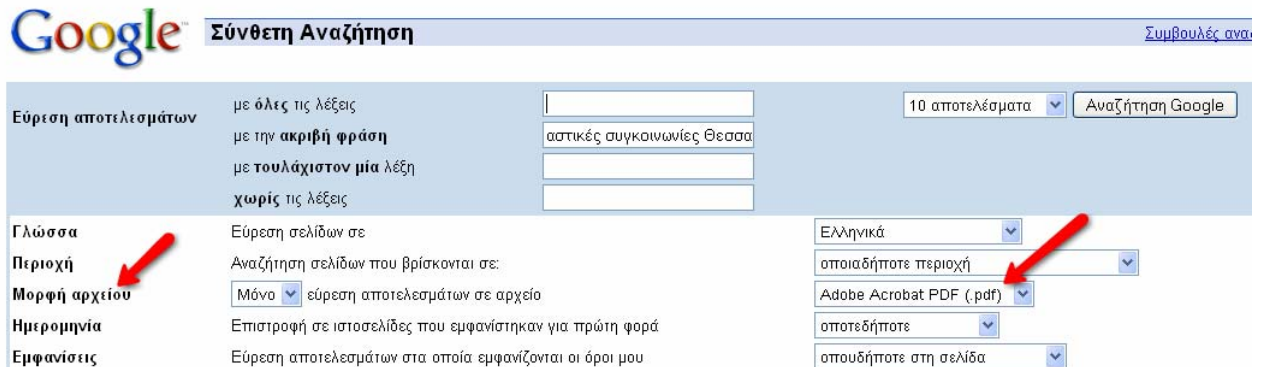 Google™ Σύνθετη Αναζήτηση Συμβουλές
Εύρεση αποτελεσμάτων
με όλες τις λέξεις 10 αποτελέσματα Αναζήτηση Google
με την ακριβή φράση αστικές συγκοινωνίες Θεσσα
με τουλάχιστον μία λέξη
χωρίς τις λέξεις
Γλώσσα Εύρεση σελίδων σε Ελληνικά
Περιοχή Αναζήτηση σελίδων που βρίσκονται σε: οποιαδήποτε περιοχή
Μορφή αρχείου Μόνο εύρεση αποτελεσμάτων σε αρχείο Adobe Acrobat PDF (.pdf)
Ημερομηνία Επιστροφή σε ιστοσελίδες που εμφανίστηκαν για πρώτη φορά οποτεδήποτε
Εμφανίσεις Εύρεση αποτελεσμάτων στα οποία εμφανίζονται οι όροι μου οπουδήποτε στη σελίδα